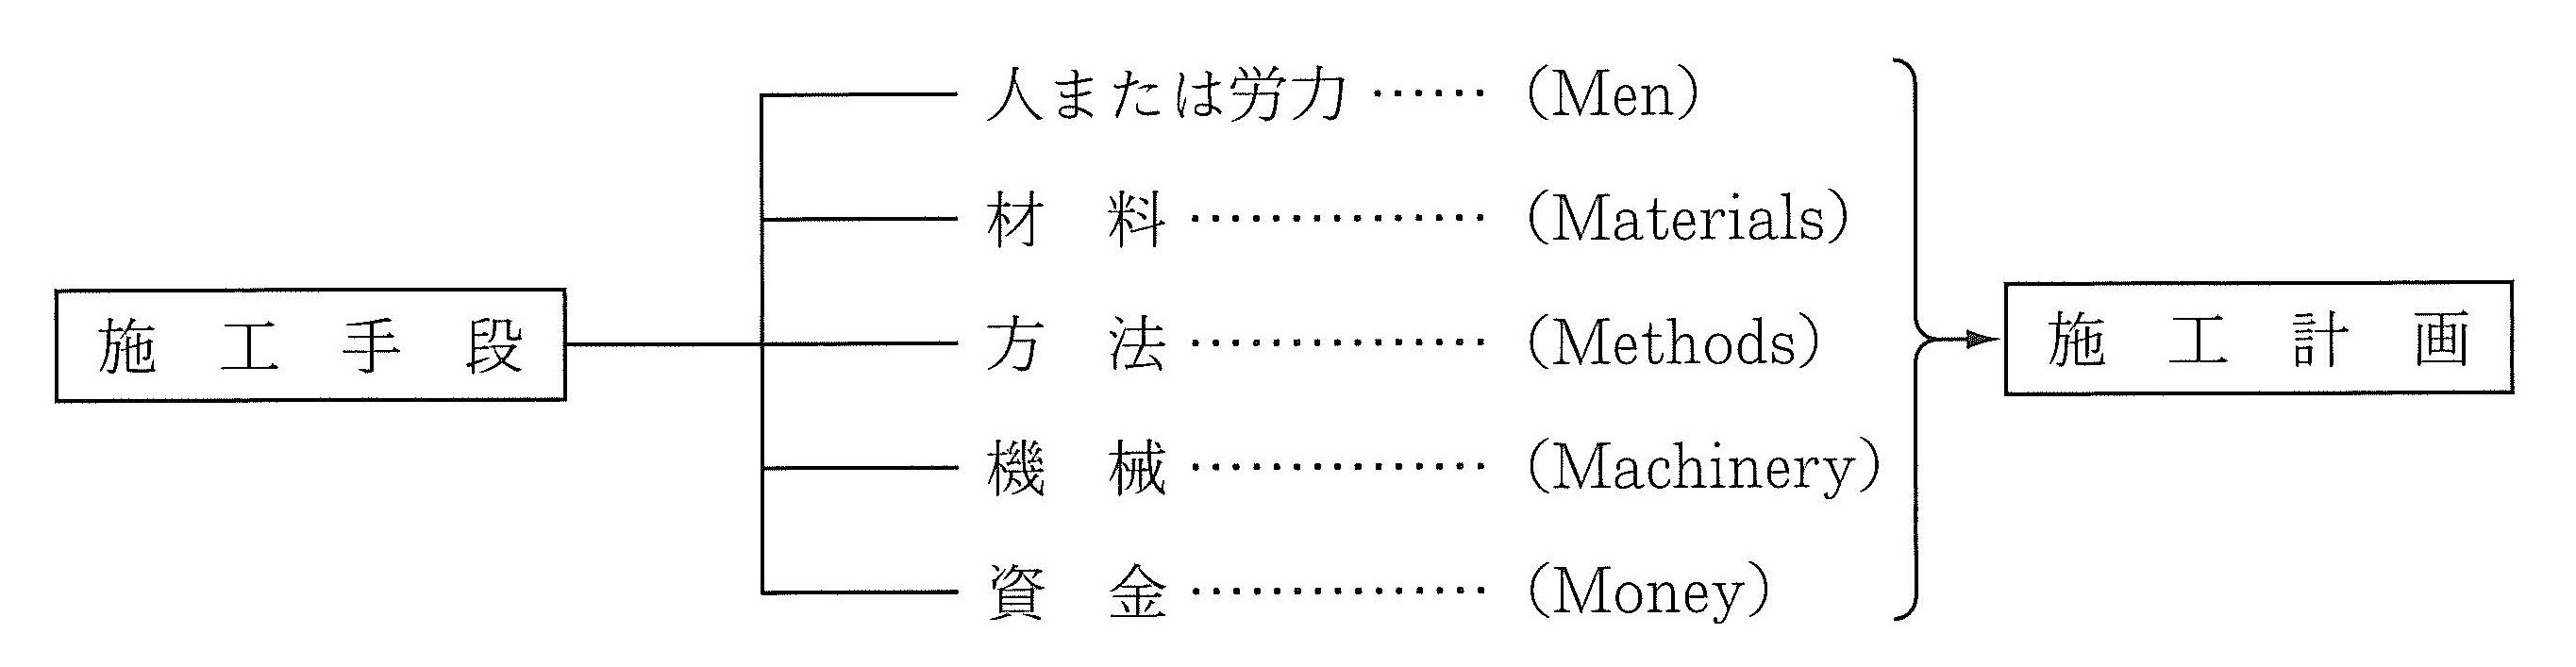 人または労力 …… (Men)
材　料 …………… (Materials)
施 工 手 段
方　法 …………… (Methods)
施 工 計 画
機　械 …………… (Machinery)
資　金 …………… (Money)